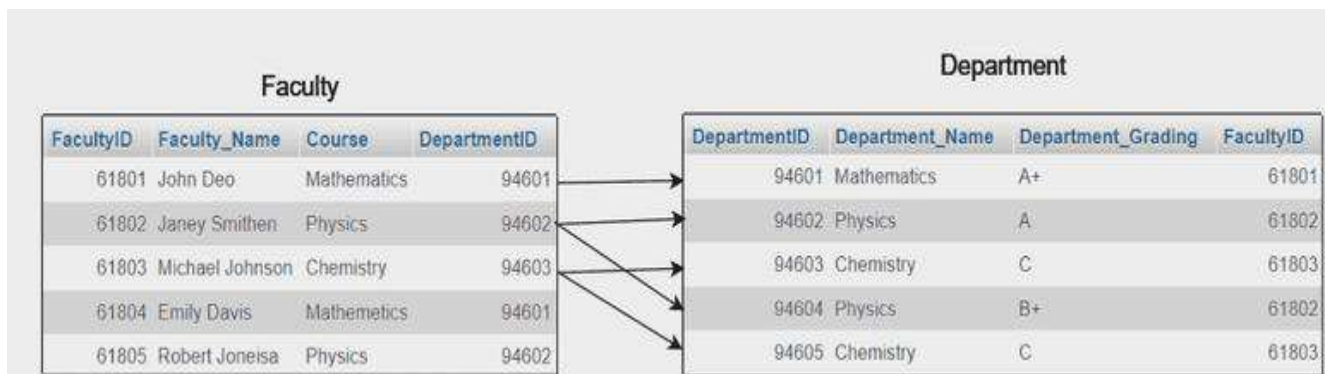 Faculty
FacultyID Faculty_Name Course DepartmentID
61801 John Deo Mathematics 94601
61802 Janey Smithen Physics 94602
61803 Michael Johnson Chemistry 94603
61804 Emily Davis Mathemetics 94601
61805 Robert Joneisa Physics 94602
Department
DepartmentID Department_Name Department_Grading FacultyID
94601 Mathematics A+ 61801
94602 Physics A 61802
94603 Chemistry C 61803
94604 Physics B+ 61802
94605 Chemistry C 61803